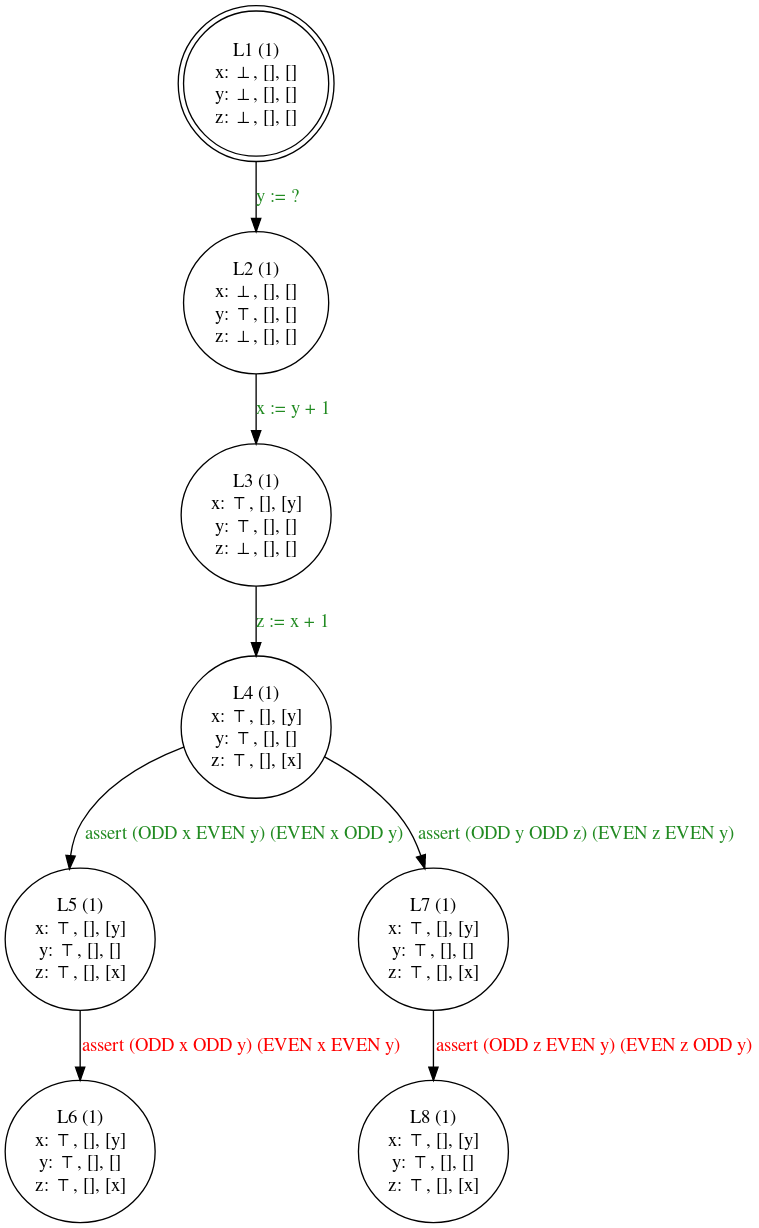 L1 (1)
x: ⊥, [], []
y: ⊥, [], []
z: ⊥, [], []
y := ?
L2 (1)
x: ⊥, [], []
y: ⊤, [], []
z: ⊥, [], []
x := y + 1
L3 (1)
x: ⊤, [], [y]
y: ⊤, [], []
z: ⊥, [], []
z := x + 1
L4 (1)
x: ⊤, [], [y]
y: ⊤, [], []
z: ⊤, [], [x]
assert (ODD x EVEN y) (EVEN x ODD y)
assert (ODD y ODD z) (EVEN z EVEN y)
L5 (1)
x: ⊤, [], [y]
y: ⊤, [], []
z: ⊤, [], [x]
L7 (1)
x: ⊤, [], [y]
y: ⊤, [], []
z: ⊤, [], [x]
assert (ODD x ODD y) (EVEN x EVEN y)
assert (ODD z EVEN y) (EVEN z ODD y)
L6 (1)
x: ⊤, [], [y]
y: ⊤, [], []
z: ⊤, [], [x]
L8 (1)
x: ⊤, [], [y]
y: ⊤, [], []
z: ⊤, [], [x]